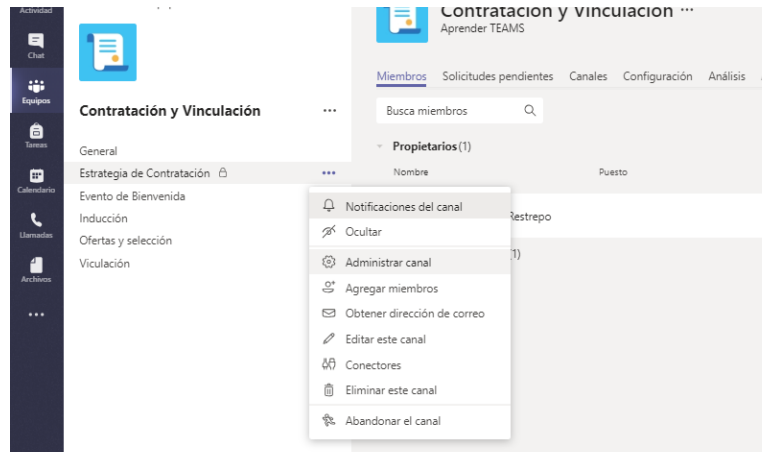 Actividad
Chat
Equipos
Tareas
Calendario
Llamadas
Archivos
Contratación y Vinculación ...
General
Estrategia de Contratación ...
Evento de Bienvenida
Inducción
Ofertas y selección
Viculación
Notificaciones del canal
Ocultar
Administrar canal
Agregar miembros
Obtener dirección de correo
Editar este canal
Conectores
Eliminar este canal
Abandonar el canal
Contratación y Vinculación ...
Aprender TEAMS
Miembros Solicitudes pendientes Canales Configuración Análisis
Busca miembros
Propietarios (1)
Nombre Puesto
Restrepo
(1)